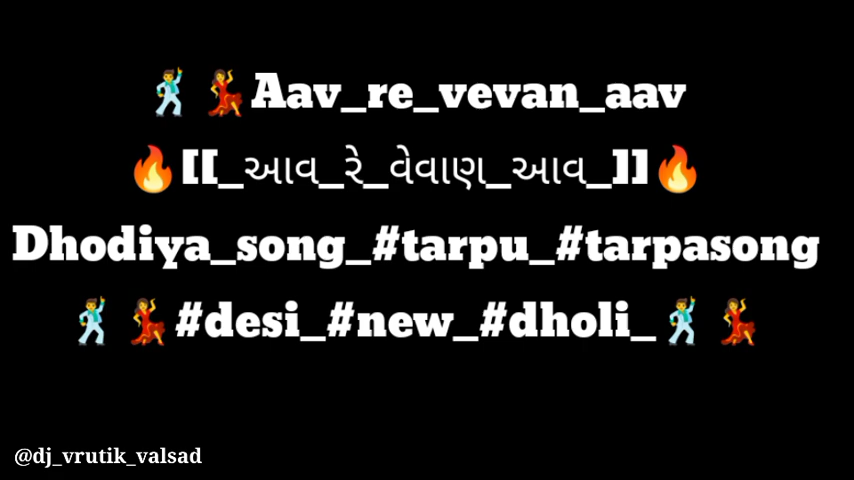 🕺💃Aav_re_vevan_aav
🔥[[_આવ_રે_વેવાણ_આવ_]]🔥
Dhodiya_song_#tarpu_#tarpasong
🕺💃#desi_#new_#dholi_🕺💃
@dj_vrutik_valsad